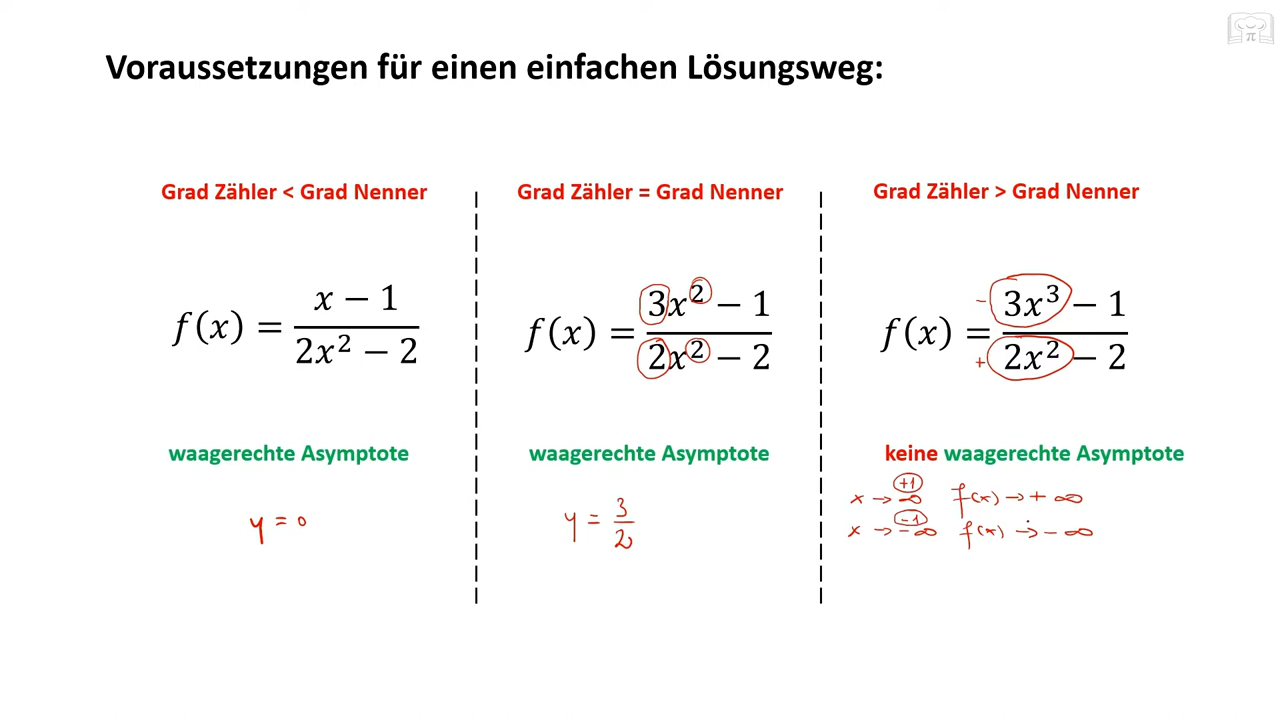 Voraussetzungen für einen einfachen Lösungsweg:
Grad Zähler < Grad Nenner
f(x) = (x − 1)/(2x² − 2)
waagerechte Asymptote
y = 0
Grad Zähler = Grad Nenner
f(x) = (3x² − 1)/(2x² − 2)
waagerechte Asymptote
y = 3/2
Grad Zähler > Grad Nenner
−
f(x) = (3x³ − 1)/(2x² − 2)
+
keine waagerechte Asymptote
+1
x → ∞ f(x) → + ∞
−1
x → − ∞ f(x) → − ∞
π